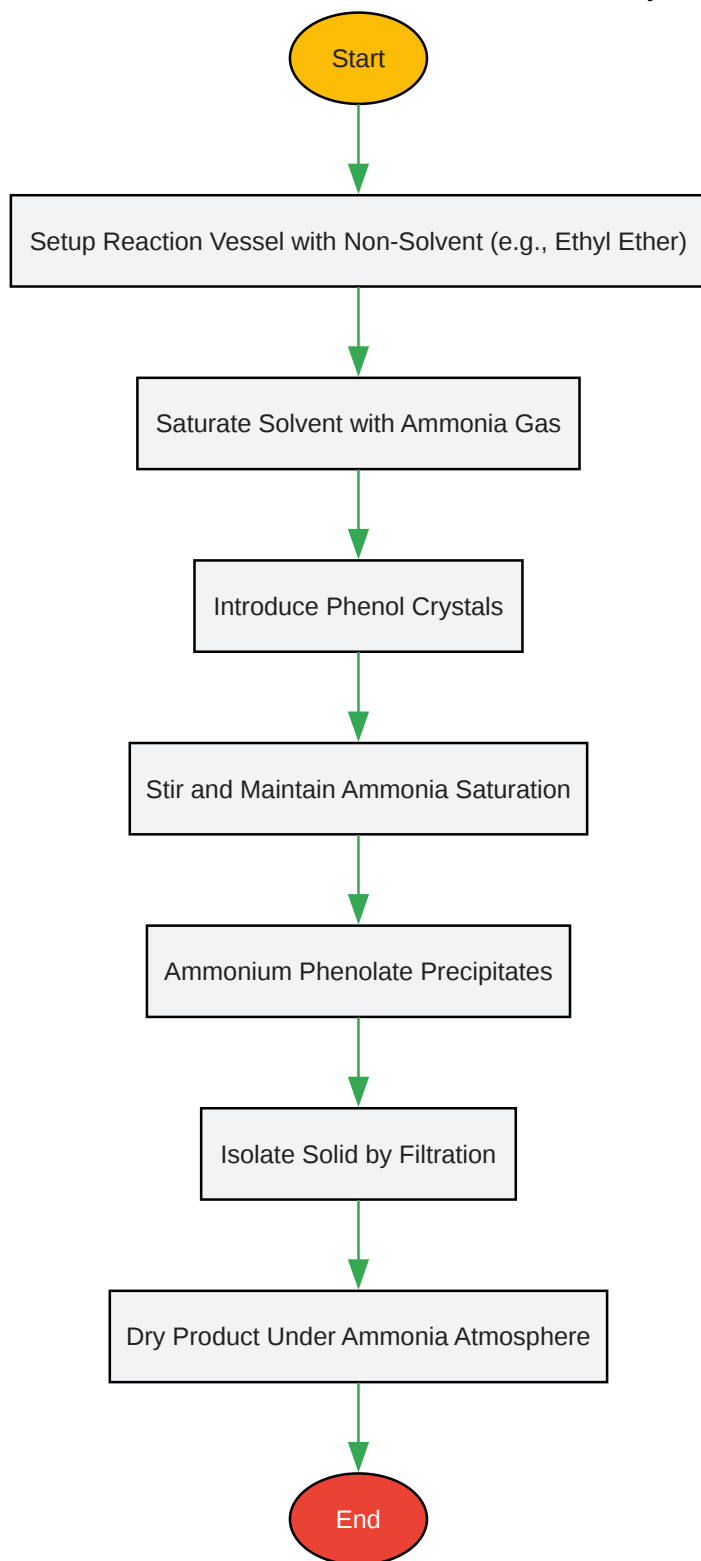 Start
Setup Reaction Vessel with Non-Solvent (e.g., Ethyl Ether)
Saturate Solvent with Ammonia Gas
Introduce Phenol Crystals
Stir and Maintain Ammonia Saturation
Ammonium Phenolate Precipitates
Isolate Solid by Filtration
Dry Product Under Ammonia Atmosphere
End